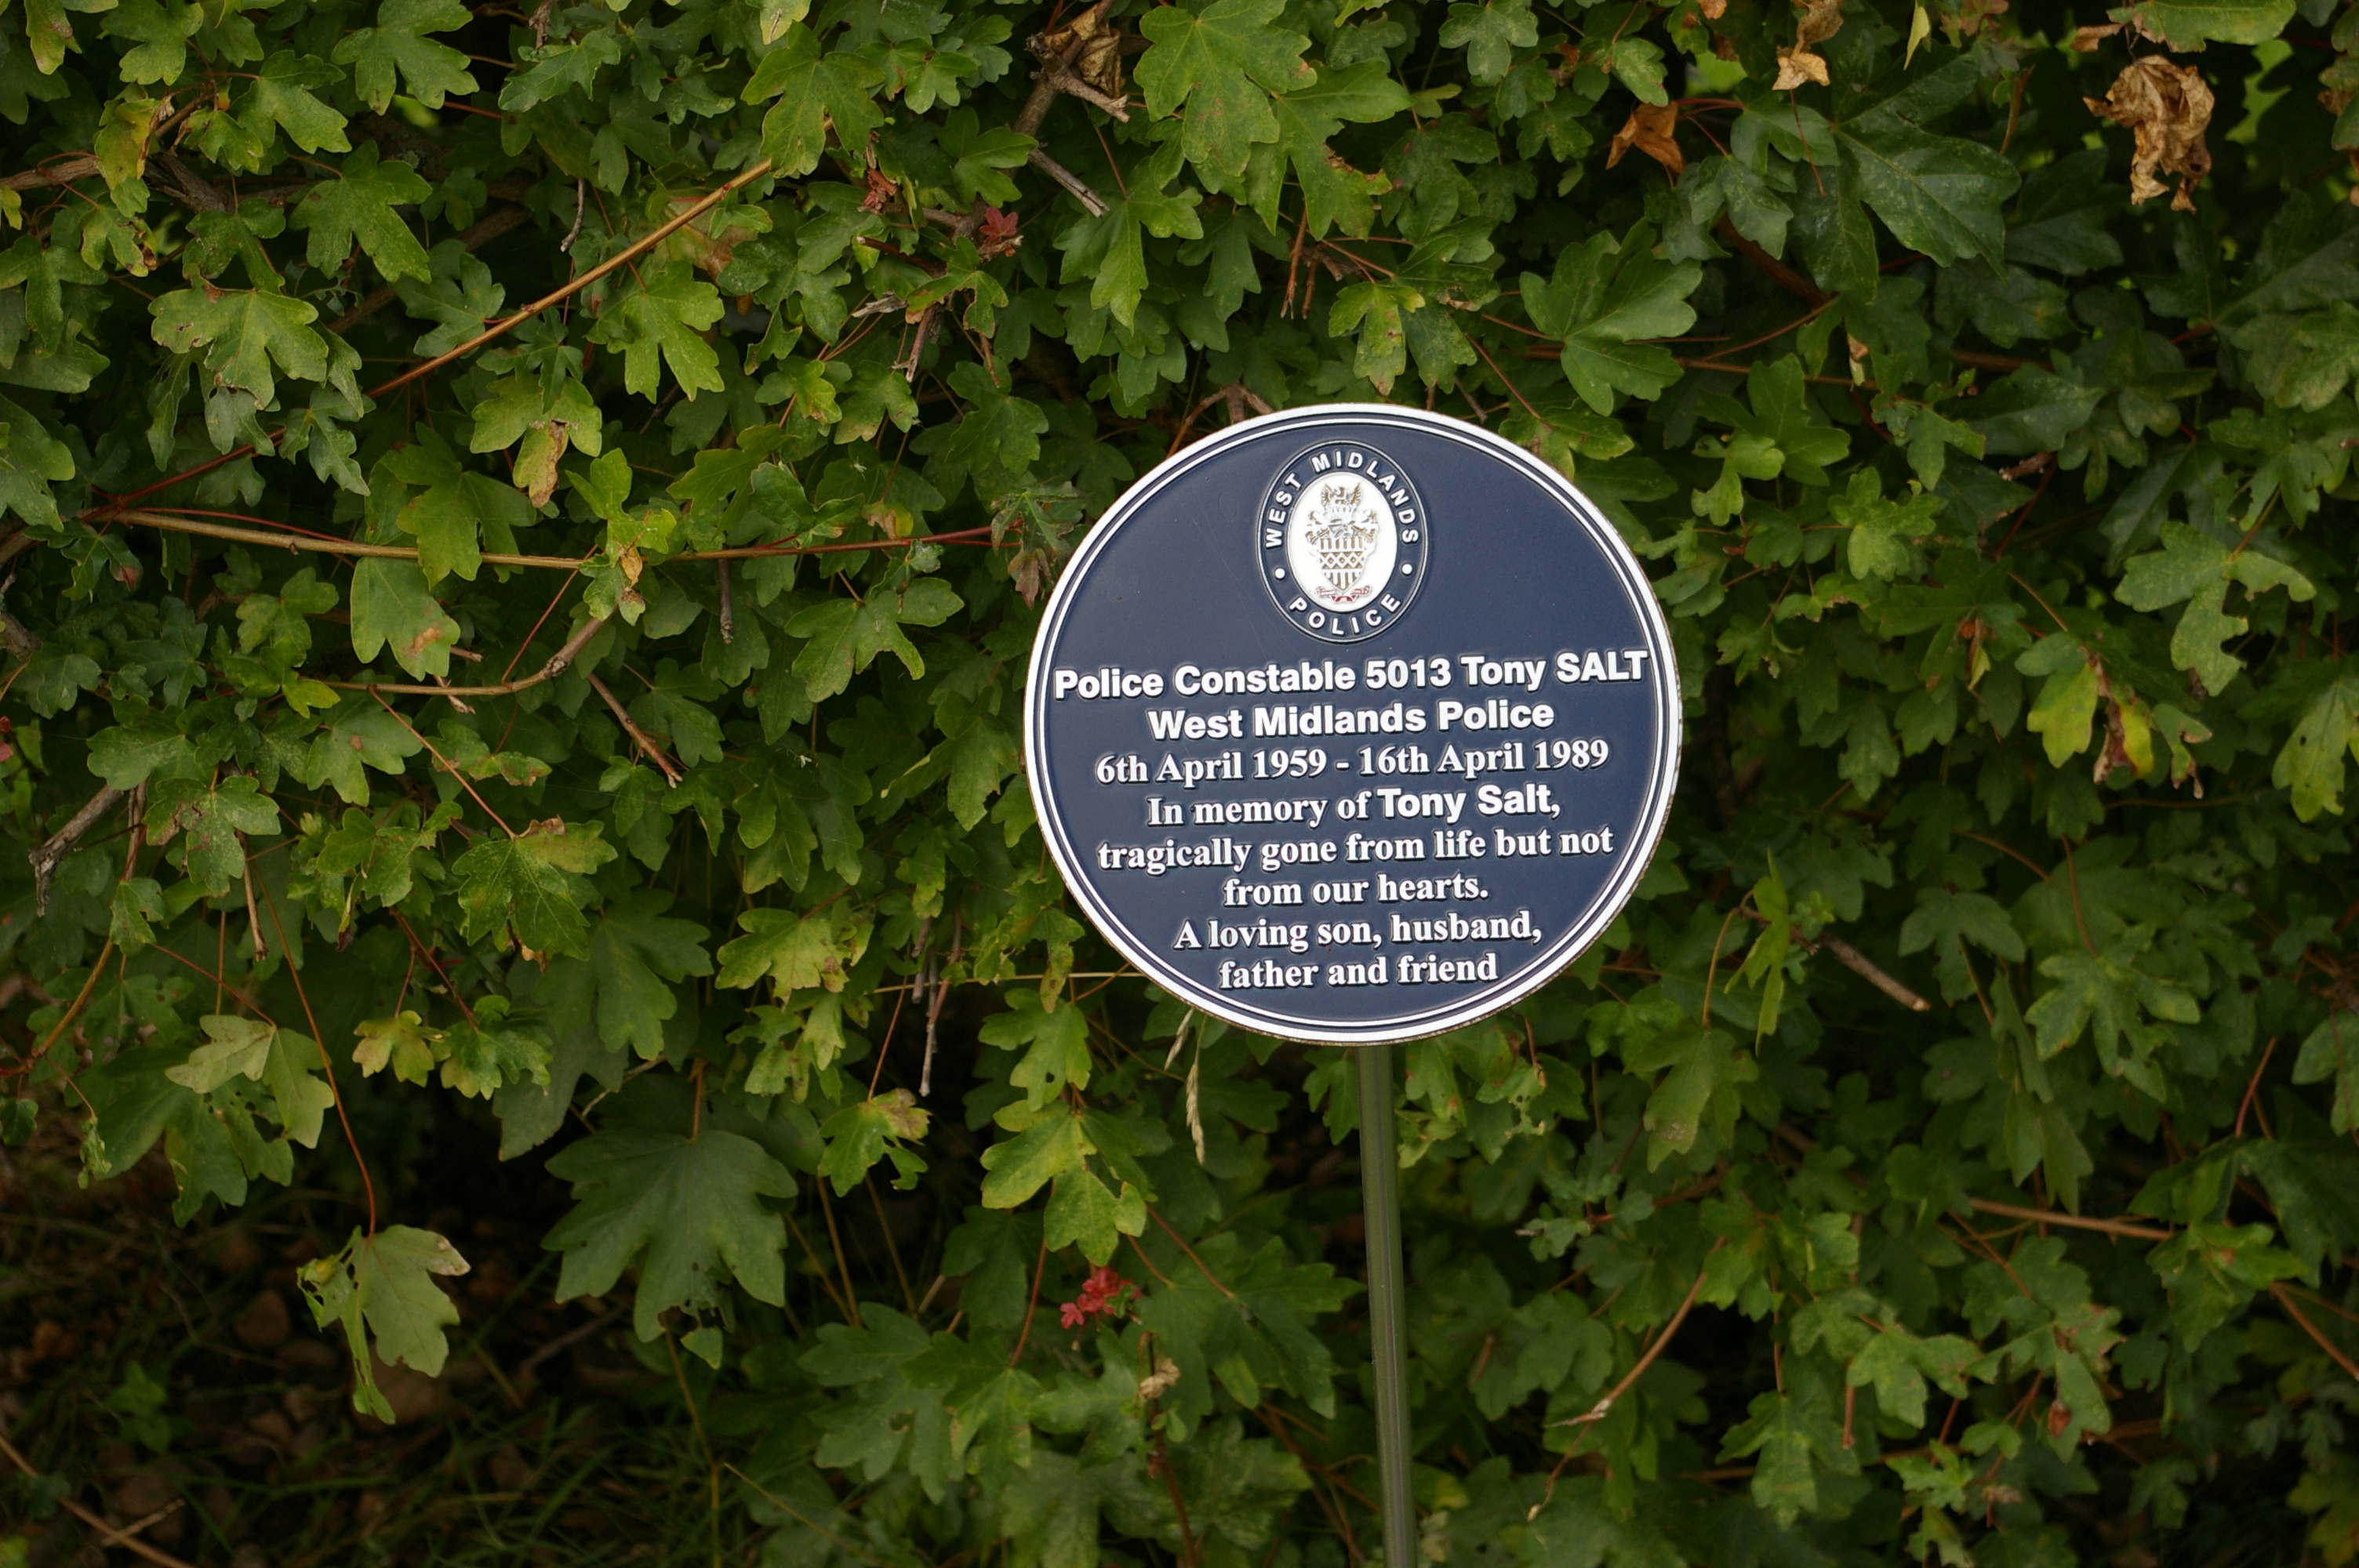 WEST MIDLANDS
POLICE
Police Constable 5013 Tony SALT
West Midlands Police
6th April 1959 - 16th April 1989
In memory of Tony Salt,
tragically gone from life but not
from our hearts.
A loving son, husband,
father and friend